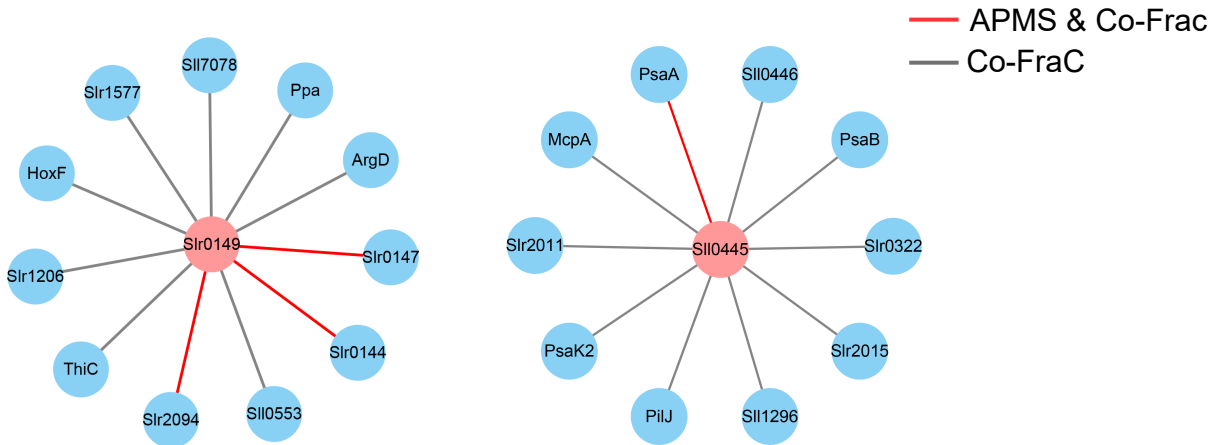 APMS & Co-Frac
Co-FraC
Sll7078
Slr1577
Ppa
ArgD
HoxF
Slr0149
Slr0147
Slr1206
Slr0144
ThiC
Slr2094
Sll0553
PsaA
Sll0446
McpA
PsaB
Slr2011
Sll0445
Slr0322
PsaK2
Slr2015
PilJ
Sll1296